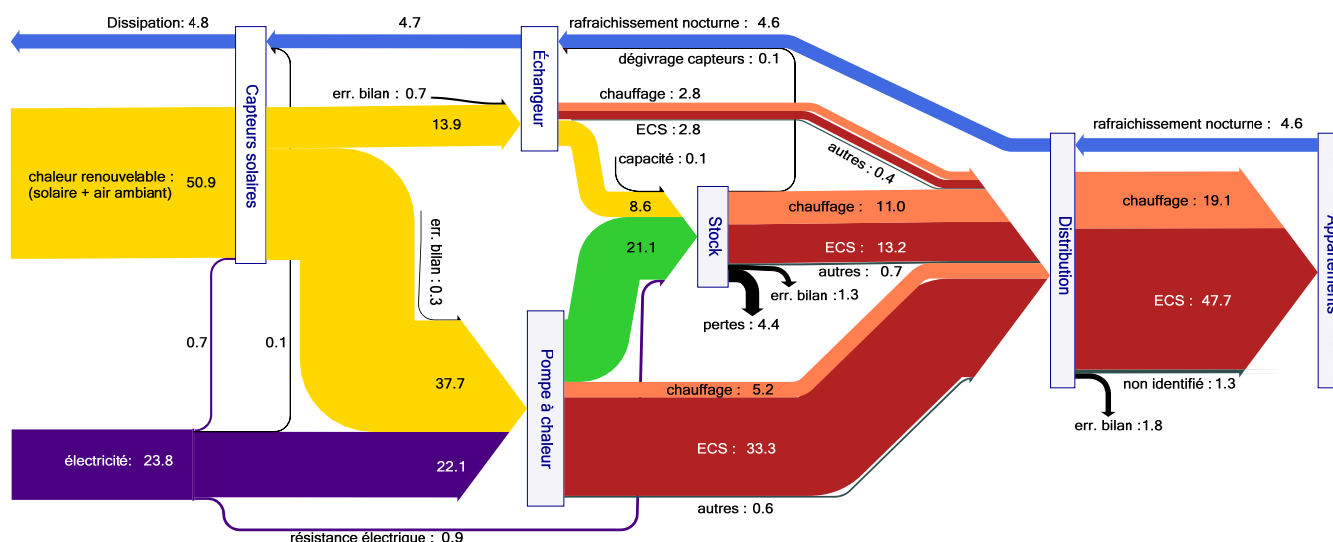 Dissipation: 4.8
4.7
rafraichissement nocturne : 4.6
dégivrage capteurs : 0.1
Capteurs solaires
Échangeur
err. bilan : 0.7
13.9
chauffage : 2.8
ECS : 2.8
autres : 0.4
rafraichissement nocturne : 4.6
chaleur renouvelable :
(solaire + air ambiant)
50.9
capacité : 0.1
8.6
21.1
Stock
chauffage : 11.0
ECS : 13.2
autres : 0.7
err. bilan :1.3
pertes : 4.4
Distribution
chauffage : 19.1
ECS : 47.7
non identifié : 1.3
err. bilan :1.8
err. bilan : 0.3
0.7
0.1
37.7
Pompe à chaleur
chauffage : 5.2
ECS : 33.3
autres : 0.6
électricité: 23.8
22.1
résistance électrique : 0.9